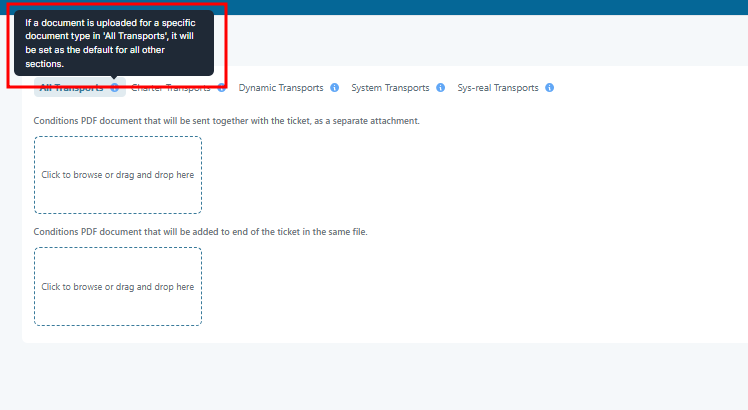 If a document is uploaded for a specific
document type in 'All Transports', it will
be set as the default for all other
sections.
All Transports Charter Transports Dynamic Transports System Transports Sys-real Transports
Conditions PDF document that will be sent together with the ticket, as a separate attachment.
Click to browse or drag and drop here
Conditions PDF document that will be added to end of the ticket in the same file.
Click to browse or drag and drop here